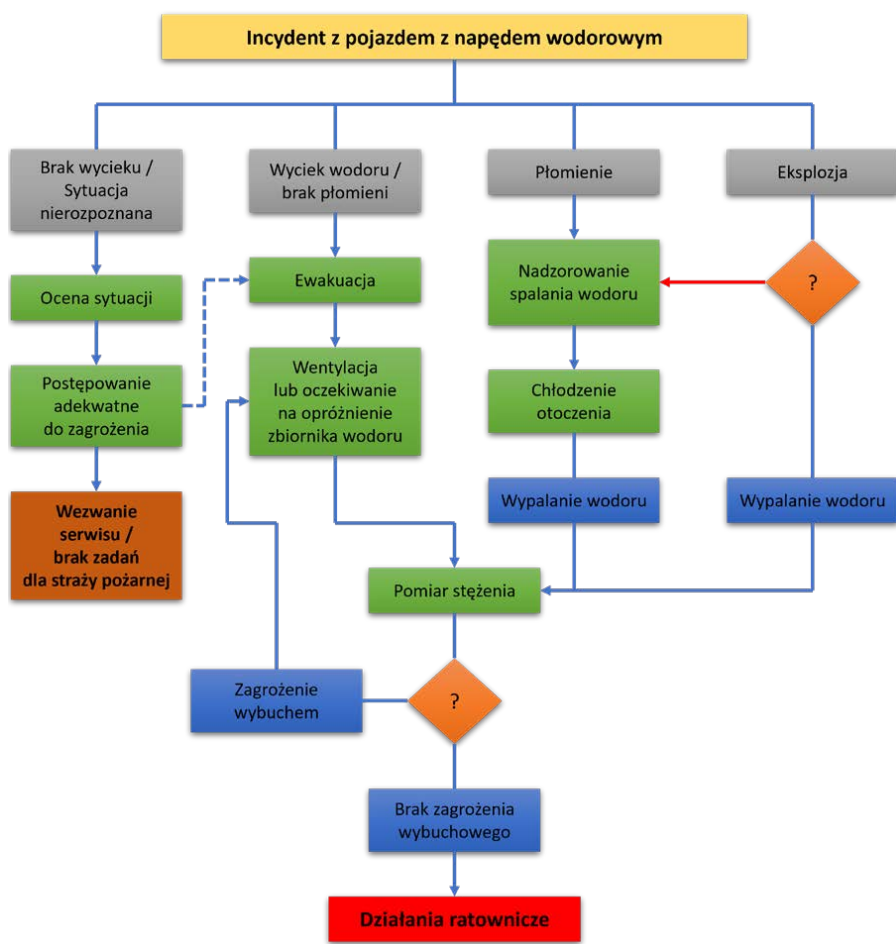 Incydent z pojazdem z napędem wodorowym
Brak wycieku /
Sytuacja
nierozpoznana
Wyciek wodoru /
brak płomieni
Płomienie
Eksplozja
Ocena sytuacji
Ewakuacja
Nadzorowanie
spalania wodoru
?
Postępowanie
adekwatne
do zagrożenia
Wentylacja
lub oczekiwanie
na opróżnienie
zbiornika wodoru
Chłodzenie
otoczenia
Wezwanie
serwisu /
brak zadań
dla straży pożarnej
Wypalanie wodoru
Wypalanie wodoru
Pomiar stężenia
Zagrożenie
wybuchem
?
Brak zagrożenia
wybuchowego
Działania ratownicze